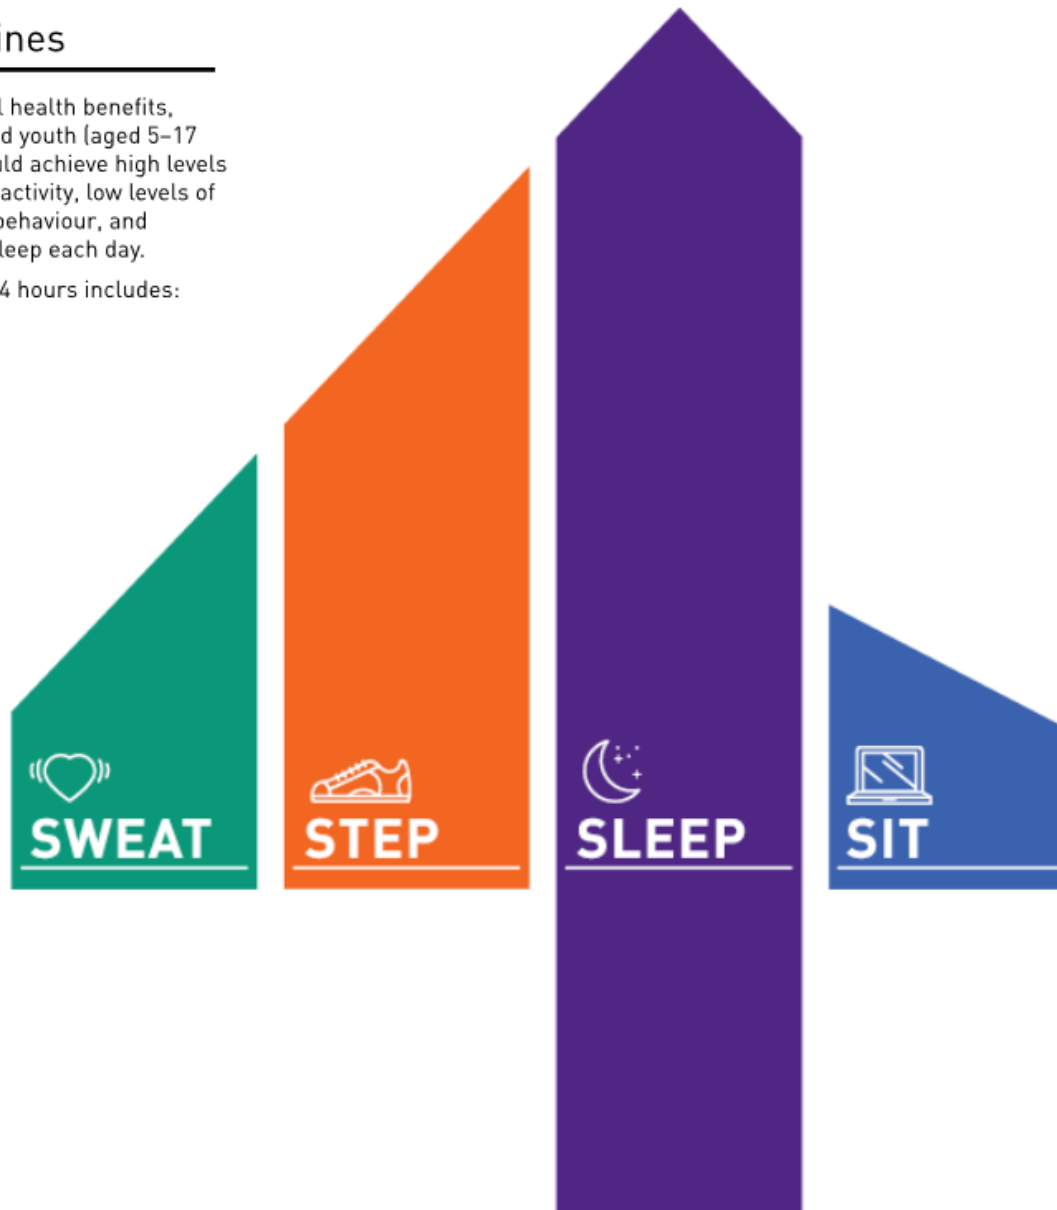 ines
l health benefits,
d youth (aged 5–17
ld achieve high levels
activity, low levels of
behaviour, and
leep each day.
4 hours includes:
SWEAT
STEP
SLEEP
SIT